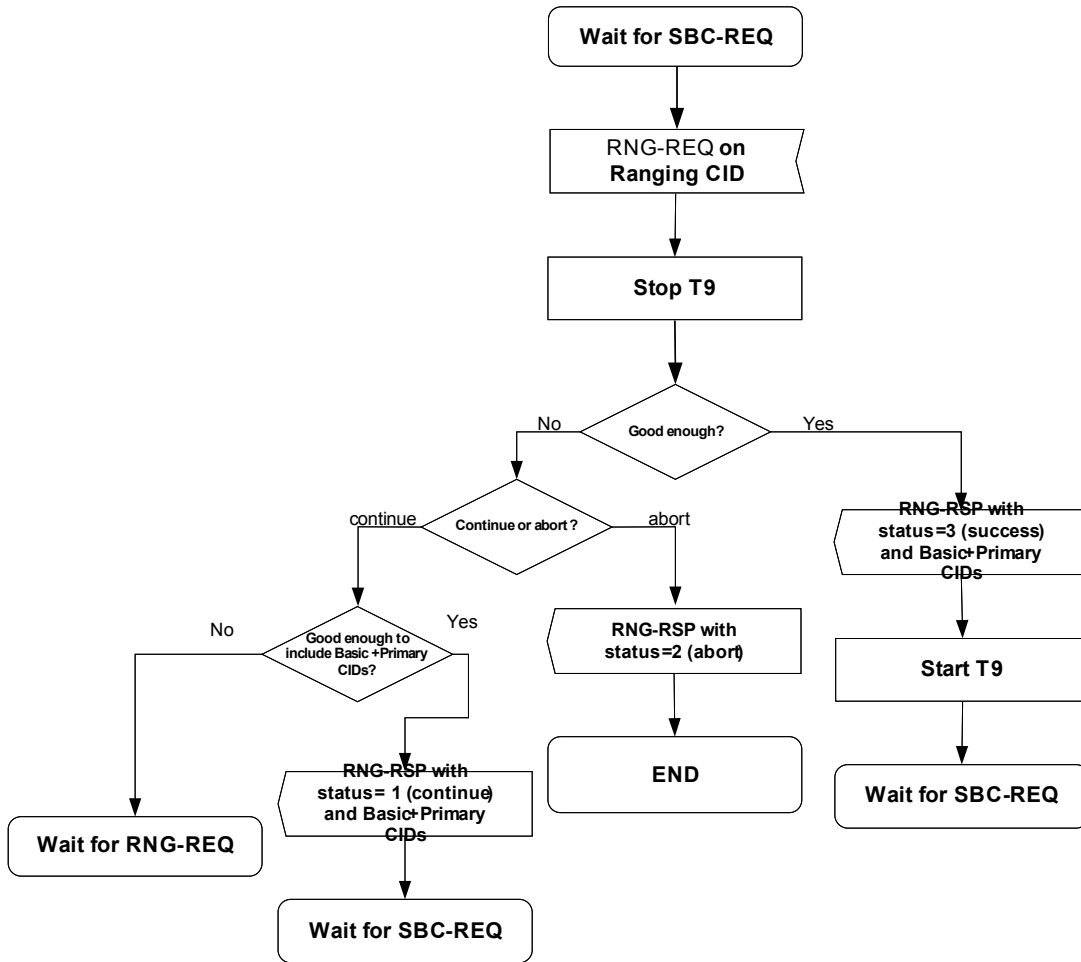 Wait for SBC-REQ
RNG-REQ on
Ranging CID
Stop T9
Good enough?
No
Yes
Continue or abort ?
continue
abort
RNG-RSP with
status=3 (success)
and Basic+Primary
CIDs
Good enough to
include Basic +Primary
CIDs?
No
Yes
RNG-RSP with
status=2 (abort)
Start T9
RNG-RSP with
status= 1 (continue)
and Basic+Primary
CIDs
END
Wait for SBC-REQ
Wait for RNG-REQ
Wait for SBC-REQ